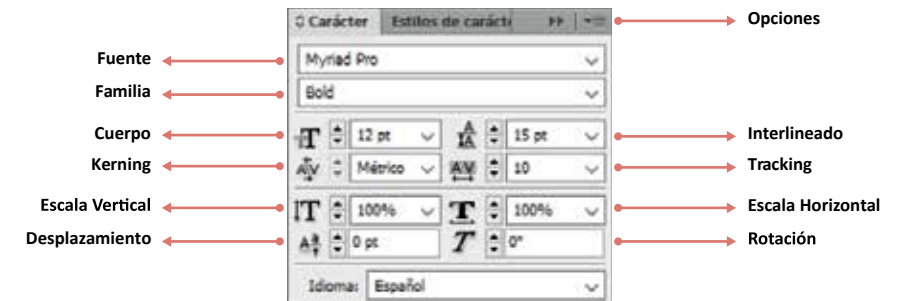 Carácter Estilos de carácte Opciones
Fuente Myriad Pro
Familia Bold
Cuerpo 12 pt 15 pt Interlineado
Kerning Métrico 10 Tracking
Escala Vertical 100% 100% Escala Horizontal
Desplazamiento 0 pt 0° Rotación
Idioma: Español